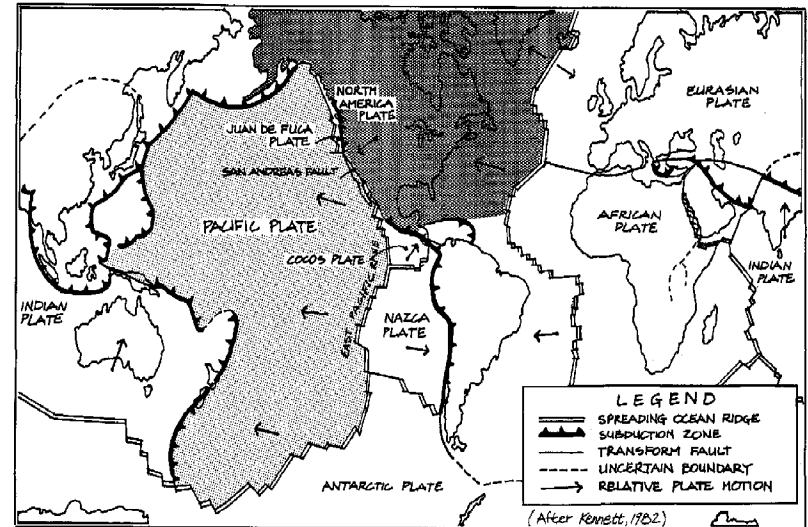 NORTH
AMERICA
PLATE
EURASIAN
PLATE
JUAN DE FUCA
PLATE
SAN ANDREAS FAULT
PACIFIC PLATE
AFRICAN
PLATE
COCOS PLATE
INDIAN
PLATE
INDIAN
PLATE
EAST PACIFIC RISE
NAZCA
PLATE
ANTARCTIC PLATE
LEGEND
SPREADING OCEAN RIDGE
SUBDUCTION ZONE
TRANSFORM FAULT
UNCERTAIN BOUNDARY
RELATIVE PLATE MOTION
(After Kennett, 1982)